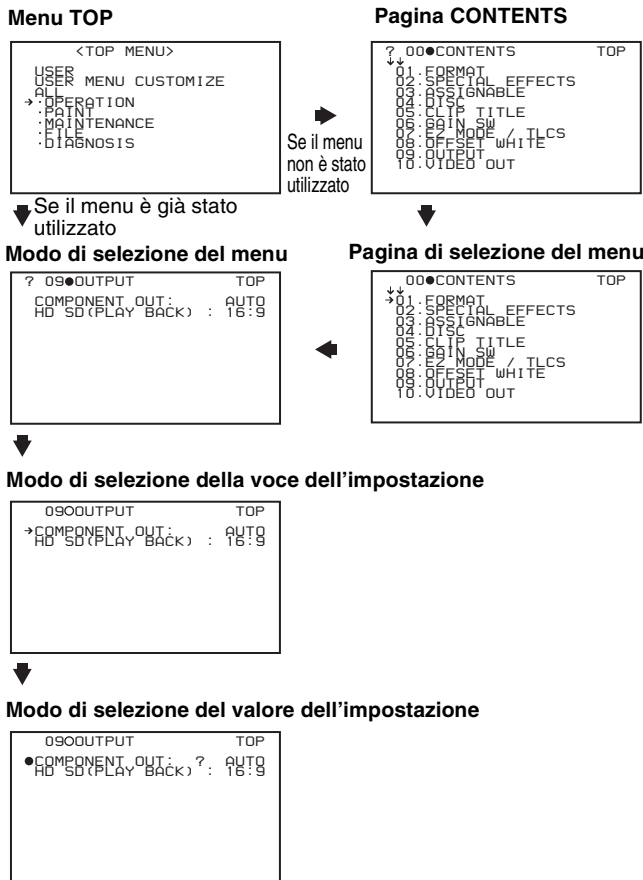 Menu TOP
<TOP MENU>
USER
USER MENU CUSTOMIZE
ALL
→·OPERATION
·PAINT
·MAINTENANCE
·FILE
·DIAGNOSIS
Se il menu
non è stato
utilizzato
Pagina CONTENTS
? 00●CONTENTS TOP
↓↓
01.FORMAT
02.SPECIAL EFFECTS
03.ASSIGNABLE
04.DISC
05.CLIP TITLE
06.GAIN SW
07.EZ MODE / TLCS
08.OFFSET WHITE
09.OUTPUT
10.VIDEO OUT
Se il menu è già stato
utilizzato
Modo di selezione del menu
? 09●OUTPUT TOP
COMPONENT OUT: AUTO
HD SD(PLAY BACK) : 16:9
Pagina di selezione del menu
00●CONTENTS TOP
↓↓
→01.FORMAT
02.SPECIAL EFFECTS
03.ASSIGNABLE
04.DISC
05.CLIP TITLE
06.GAIN SW
07.EZ MODE / TLCS
08.OFFSET WHITE
09.OUTPUT
10.VIDEO OUT
Modo di selezione della voce dell'impostazione
09○OUTPUT TOP
→COMPONENT OUT: AUTO
HD SD(PLAY BACK) : 16:9
Modo di selezione del valore dell'impostazione
09○OUTPUT TOP
●COMPONENT OUT: ? AUTO
HD SD(PLAY BACK) : 16:9